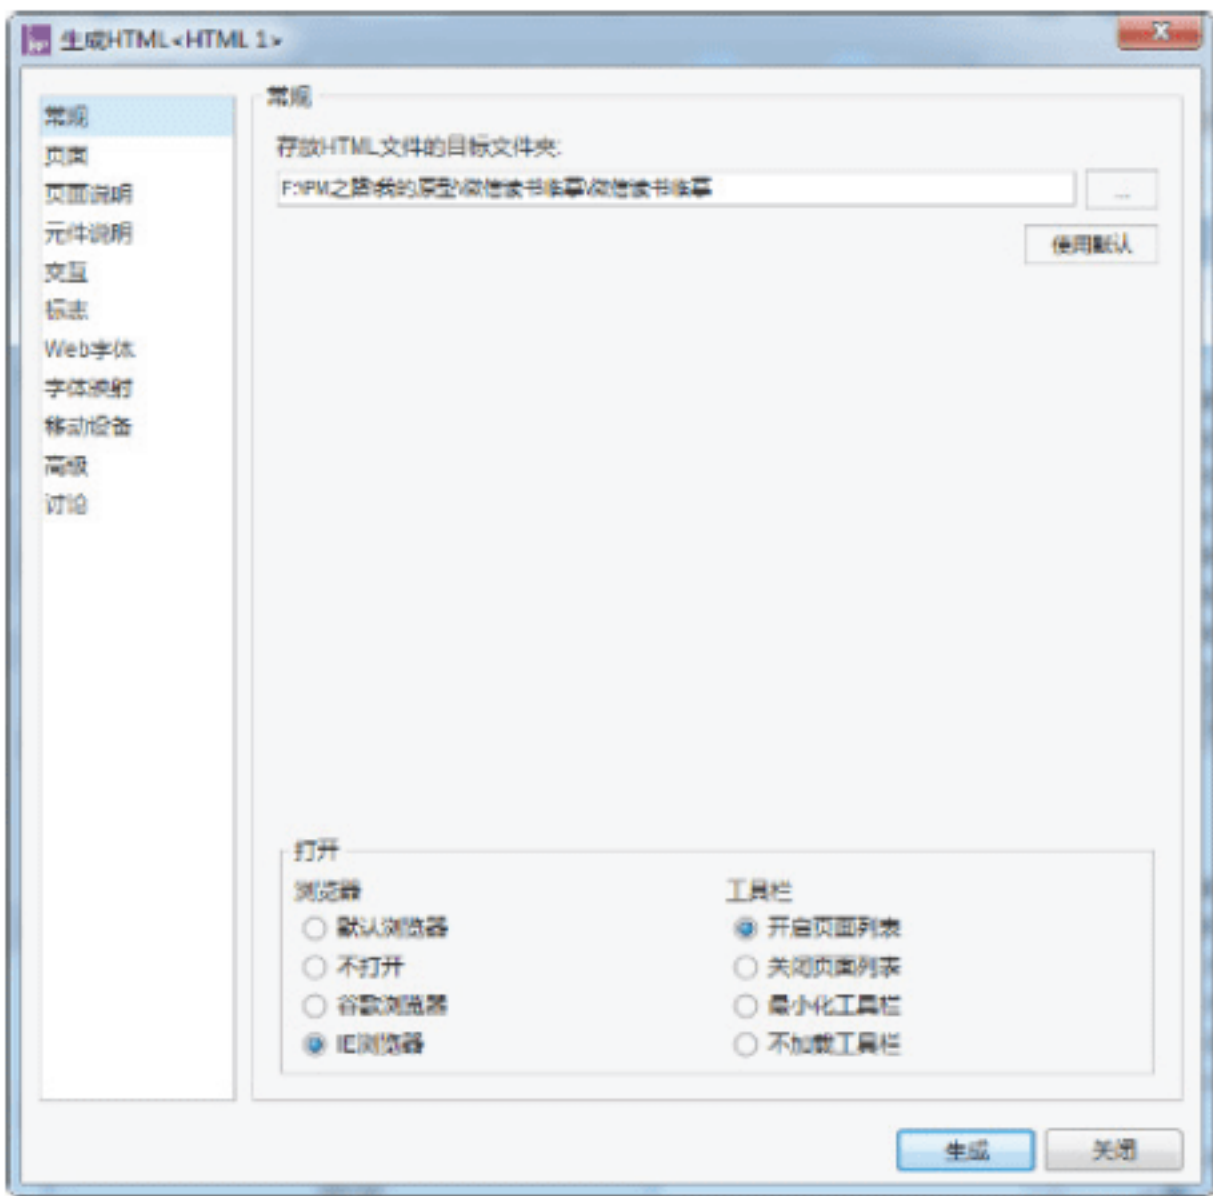 生成HTML<HTML 1>
常规
页面
页面说明
元件说明
交互
标志
Web字体
字体映射
移动设备
高级
讨论
常规
存放HTML文件的目标文件夹:
F:\PM之路\我的原型\微信读书临摹\微信读书临摹
...
使用默认
打开
浏览器
默认浏览器
不打开
谷歌浏览器
IE浏览器
工具栏
开启页面列表
关闭页面列表
最小化工具栏
不加载工具栏
生成
关闭